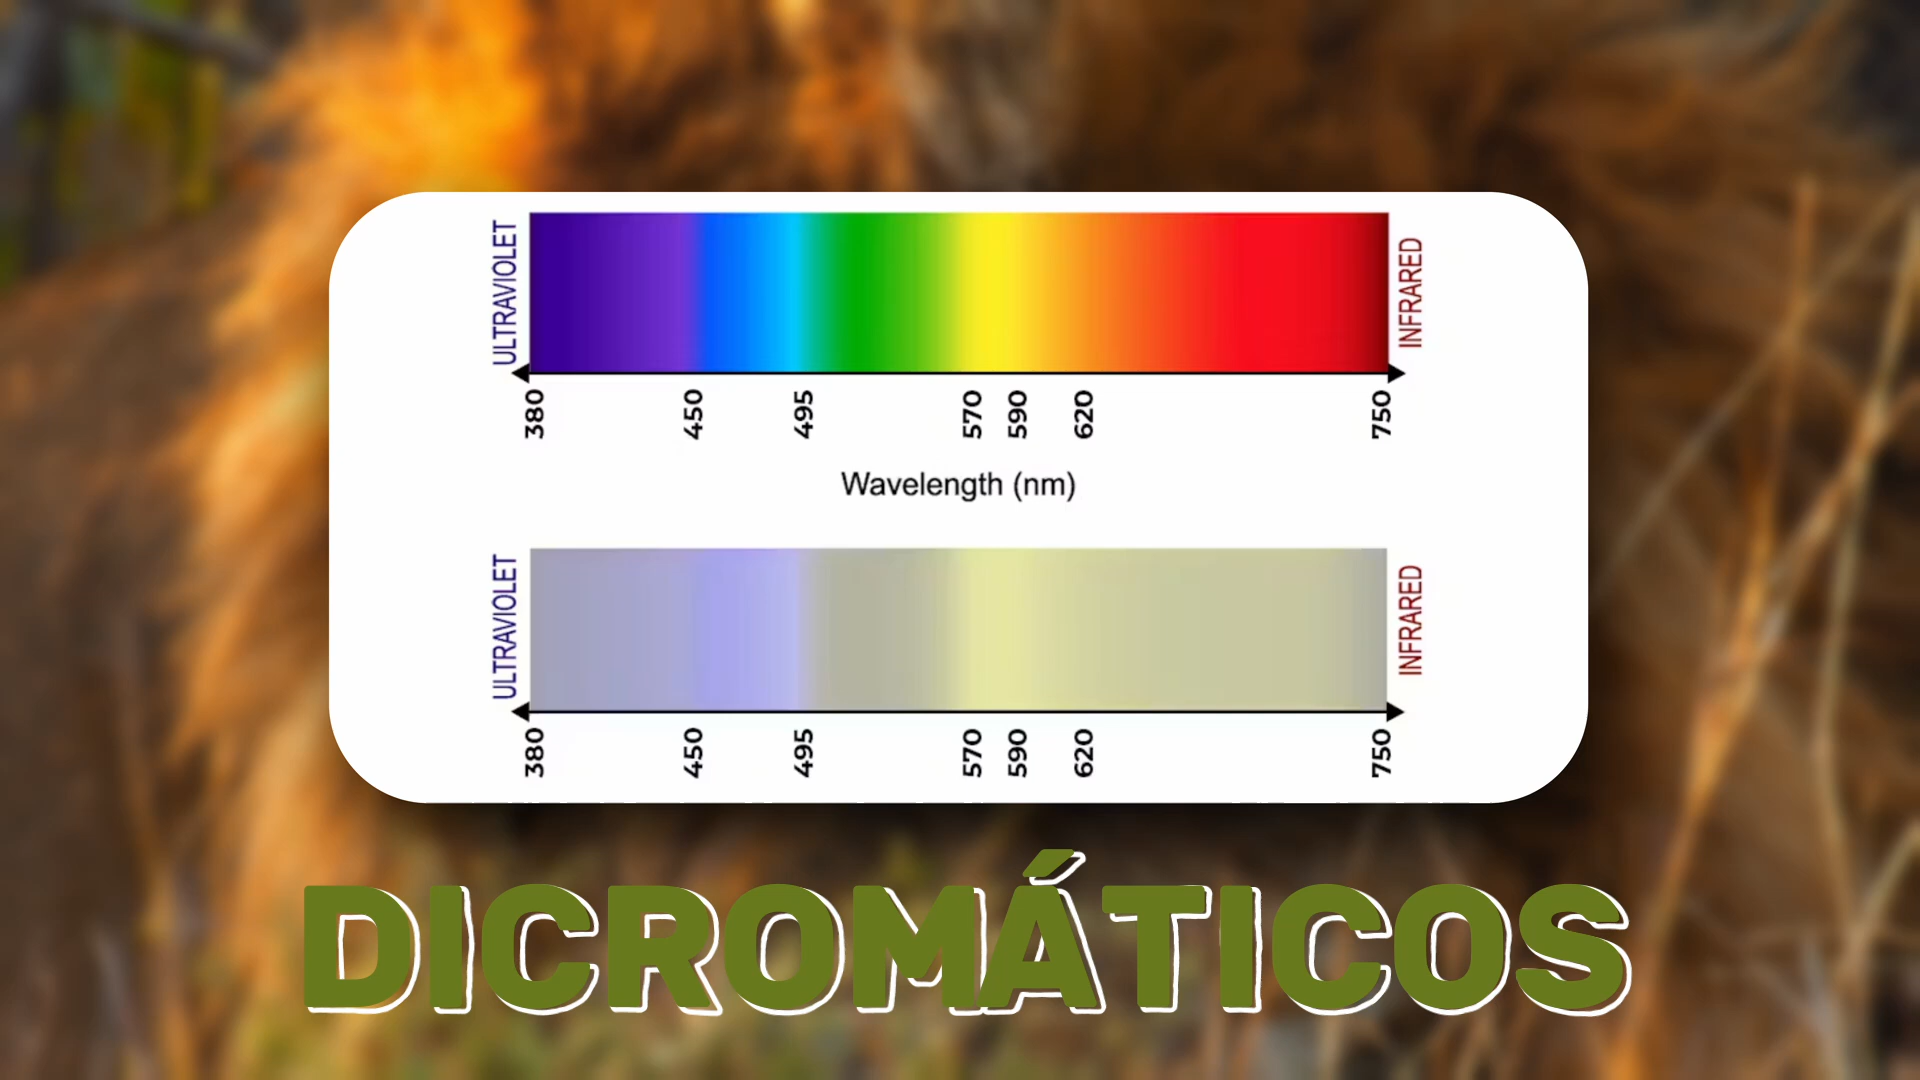 ULTRAVIOLET
INFRARED
380 450 495 570 590 620 750
Wavelength (nm)
ULTRAVIOLET
INFRARED
380 450 495 570 590 620 750
DICROMÁTICOS